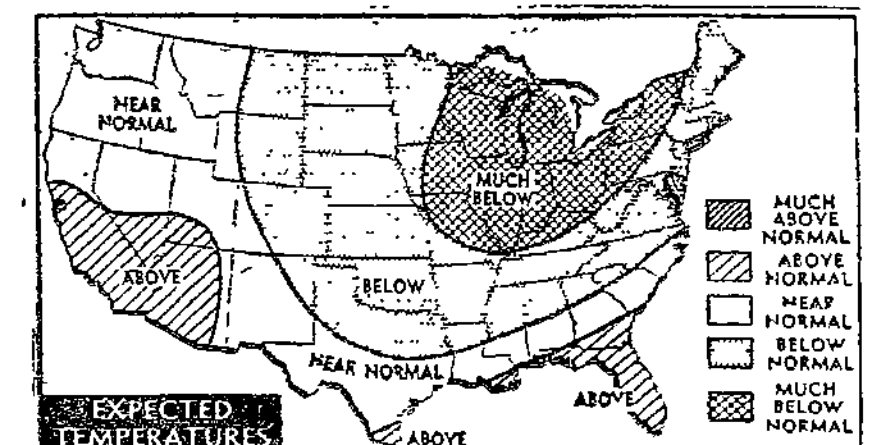 NEAR
NORMAL
MUCH
BELOW
ABOVE
BELOW
NEAR NORMAL
ABOVE
ABOVE
EXPECTED
TEMPERATURES
MUCH
ABOVE
NORMAL
ABOVE
NORMAL
NEAR
NORMAL
BELOW
NORMAL
MUCH
BELOW
NORMAL